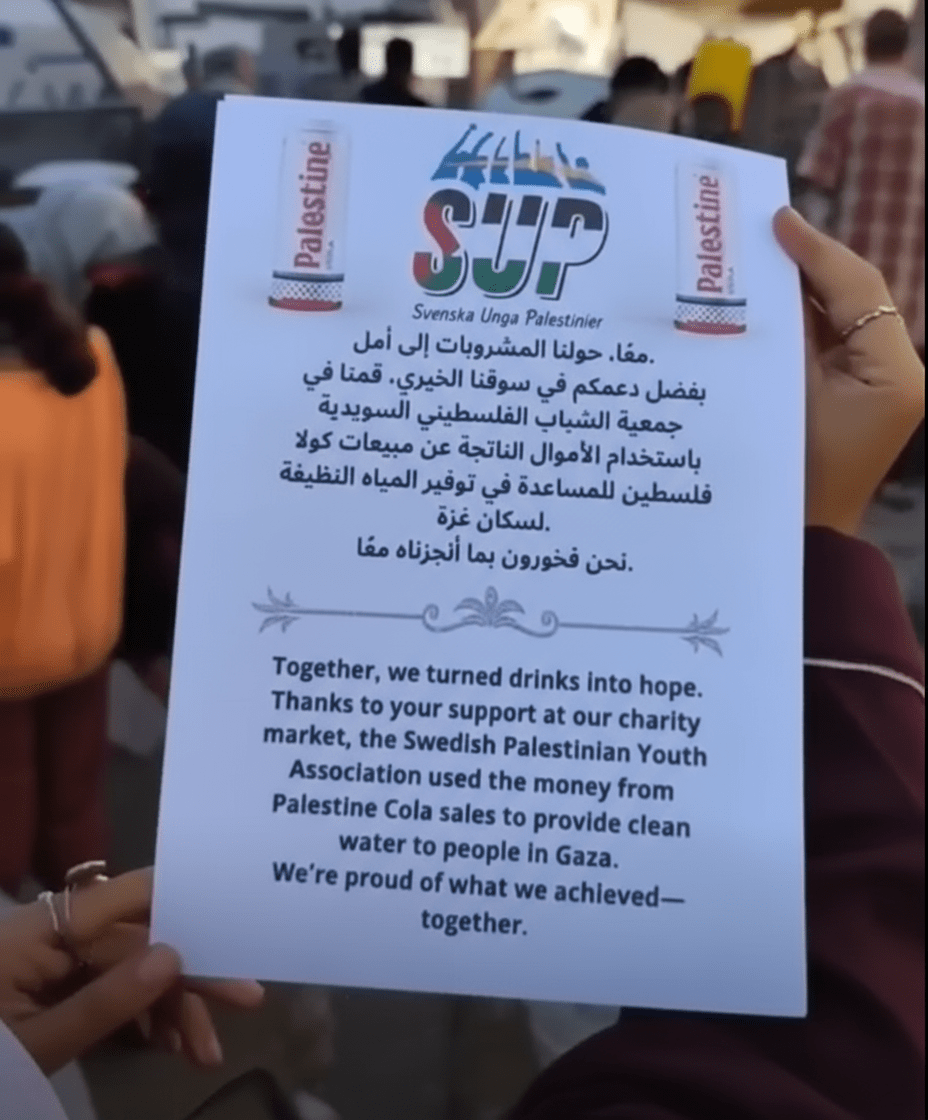 Palestine
COLA
SUP
Svenska Unga Palestinier
Palestine
COLA
معًا، حولنا المشروبات إلى أمل.
بفضل دعمكم في سوقنا الخيري، قمنا في
جمعية الشباب الفلسطيني السويدية
باستخدام الأموال الناتجة عن مبيعات كولا
فلسطين للمساعدة في توفير المياه النظيفة
لسكان غزة.
نحن فخورون بما أنجزناه معًا.
Together, we turned drinks into hope.
Thanks to your support at our charity
market, the Swedish Palestinian Youth
Association used the money from
Palestine Cola sales to provide clean
water to people in Gaza.
We're proud of what we achieved—
together.